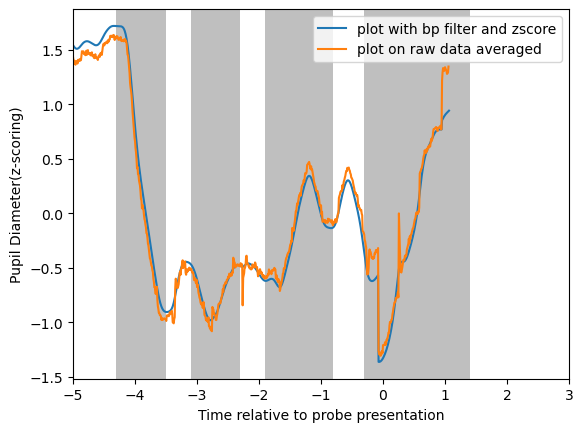 plot with bp filter and zscore
plot on raw data averaged
Pupil Diameter(z-scoring)
1.5
1.0
0.5
0.0
−0.5
−1.0
−1.5
−5 −4 −3 −2 −1 0 1 2 3
Time relative to probe presentation